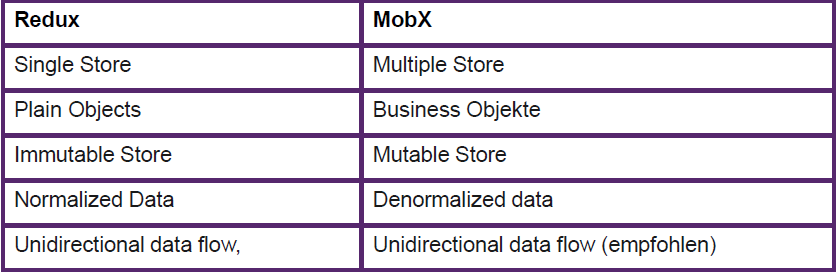 Redux MobX
Single Store Multiple Store
Plain Objects Business Objekte
Immutable Store Mutable Store
Normalized Data Denormalized data
Unidirectional data flow, Unidirectional data flow (empfohlen)